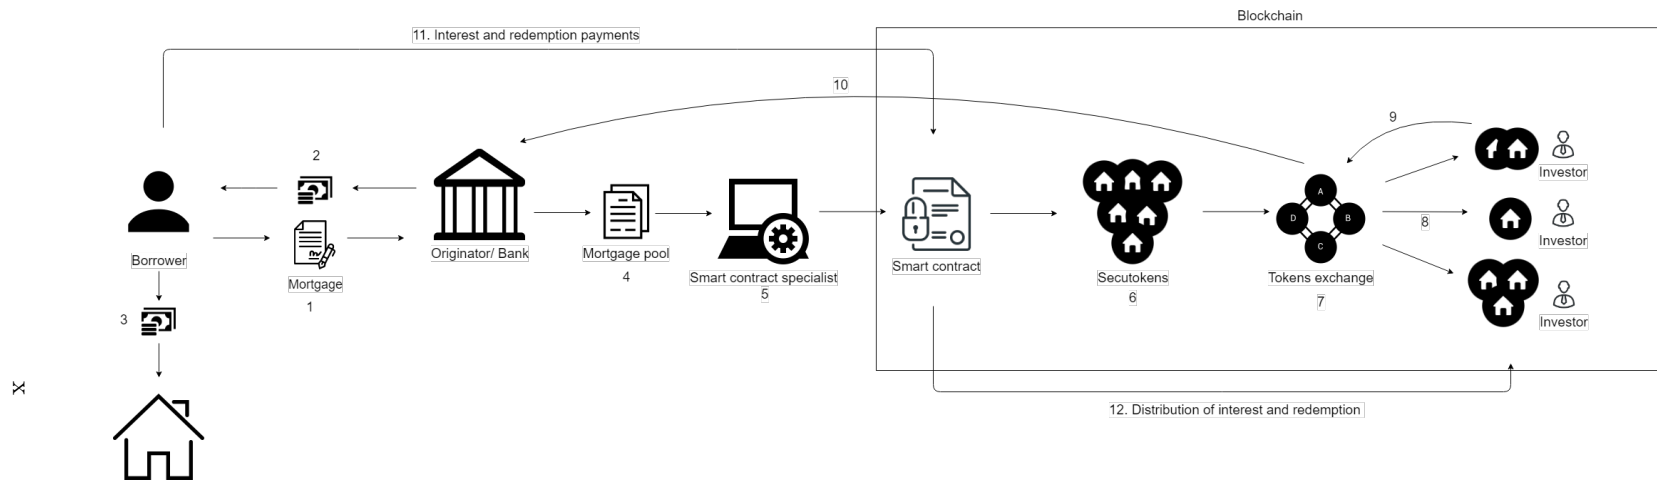 Blockchain
11. Interest and redemption payments
10
9
2
Investor
A
D
B
C
8
Investor
Originator/ Bank
Mortgage pool
4
Borrower
Mortgage
1
Smart contract specialist
5
Smart contract
Secutokens
6
Tokens exchange
7
3
Investor
X
12. Distribution of interest and redemption